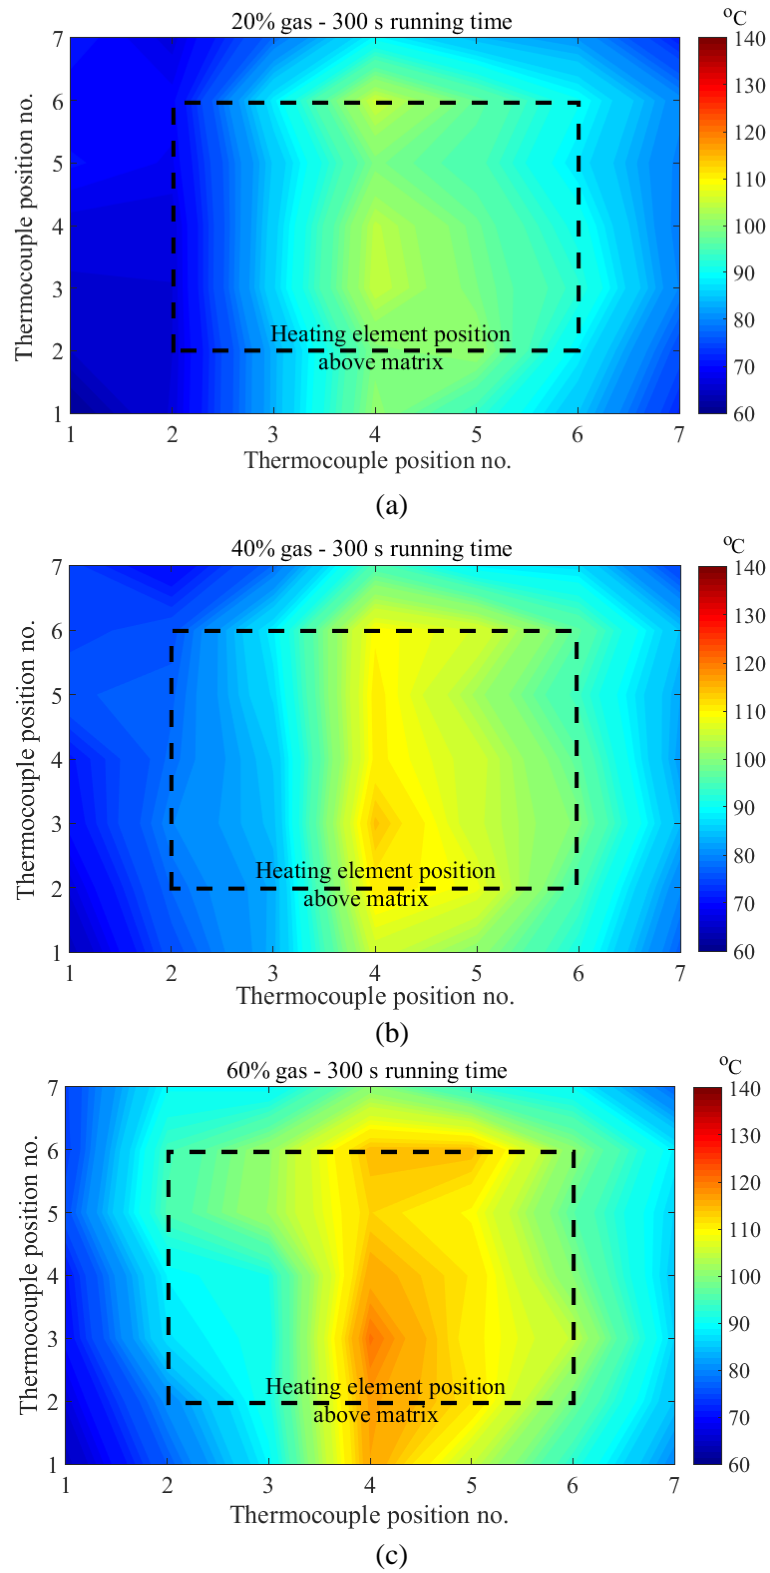 20% gas - 300 s running time
oC
Thermocouple position no.
7
6
5
4
3
2
1
Heating element position
above matrix
1 2 3 4 5 6 7
Thermocouple position no.
140
130
120
110
100
90
80
70
60
(a)
40% gas - 300 s running time
oC
Thermocouple position no.
7
6
5
4
3
2
1
Heating element position
above matrix
1 2 3 4 5 6 7
Thermocouple position no.
140
130
120
110
100
90
80
70
60
(b)
60% gas - 300 s running time
oC
Thermocouple position no.
7
6
5
4
3
2
1
Heating element position
above matrix
1 2 3 4 5 6 7
Thermocouple position no.
140
130
120
110
100
90
80
70
60
(c)